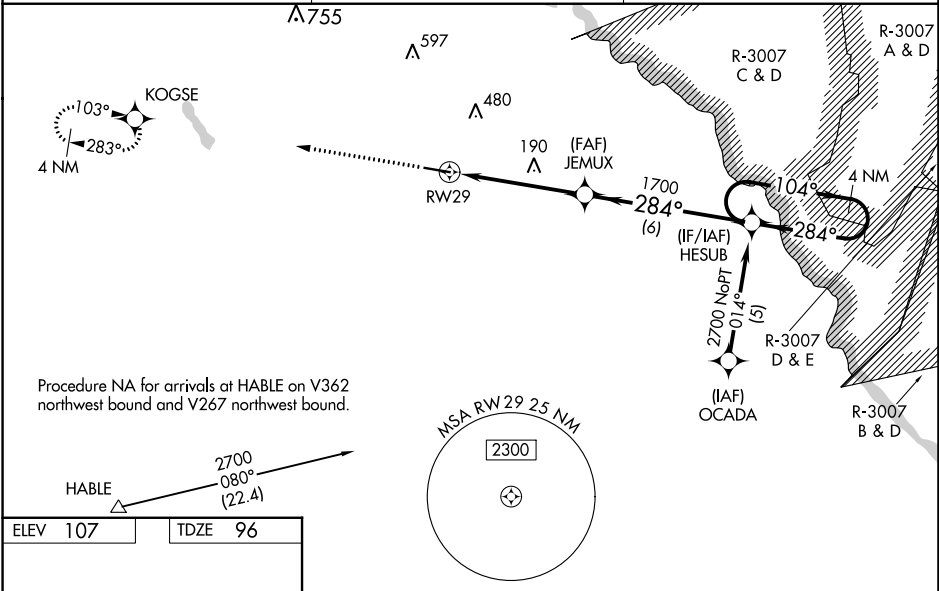 755
597
R-3007
A & D
R-3007
C & D
KOGSE
103°
283°
4 NM
480
190
(FAF)
JEMUX
RW29
1700
284°
(6)
104°
4 NM
284°
(IF/IAF)
HESUB
2700 NoPT
014°
(5)
R-3007
D & E
(IAF)
OCADA
R-3007
B & D
Procedure NA for arrivals at HABLE on V362
northwest bound and V267 northwest bound.
MSA RW29 25 NM
2300
HABLE
2700
080°
(22.4)
ELEV 107
TDZE 96